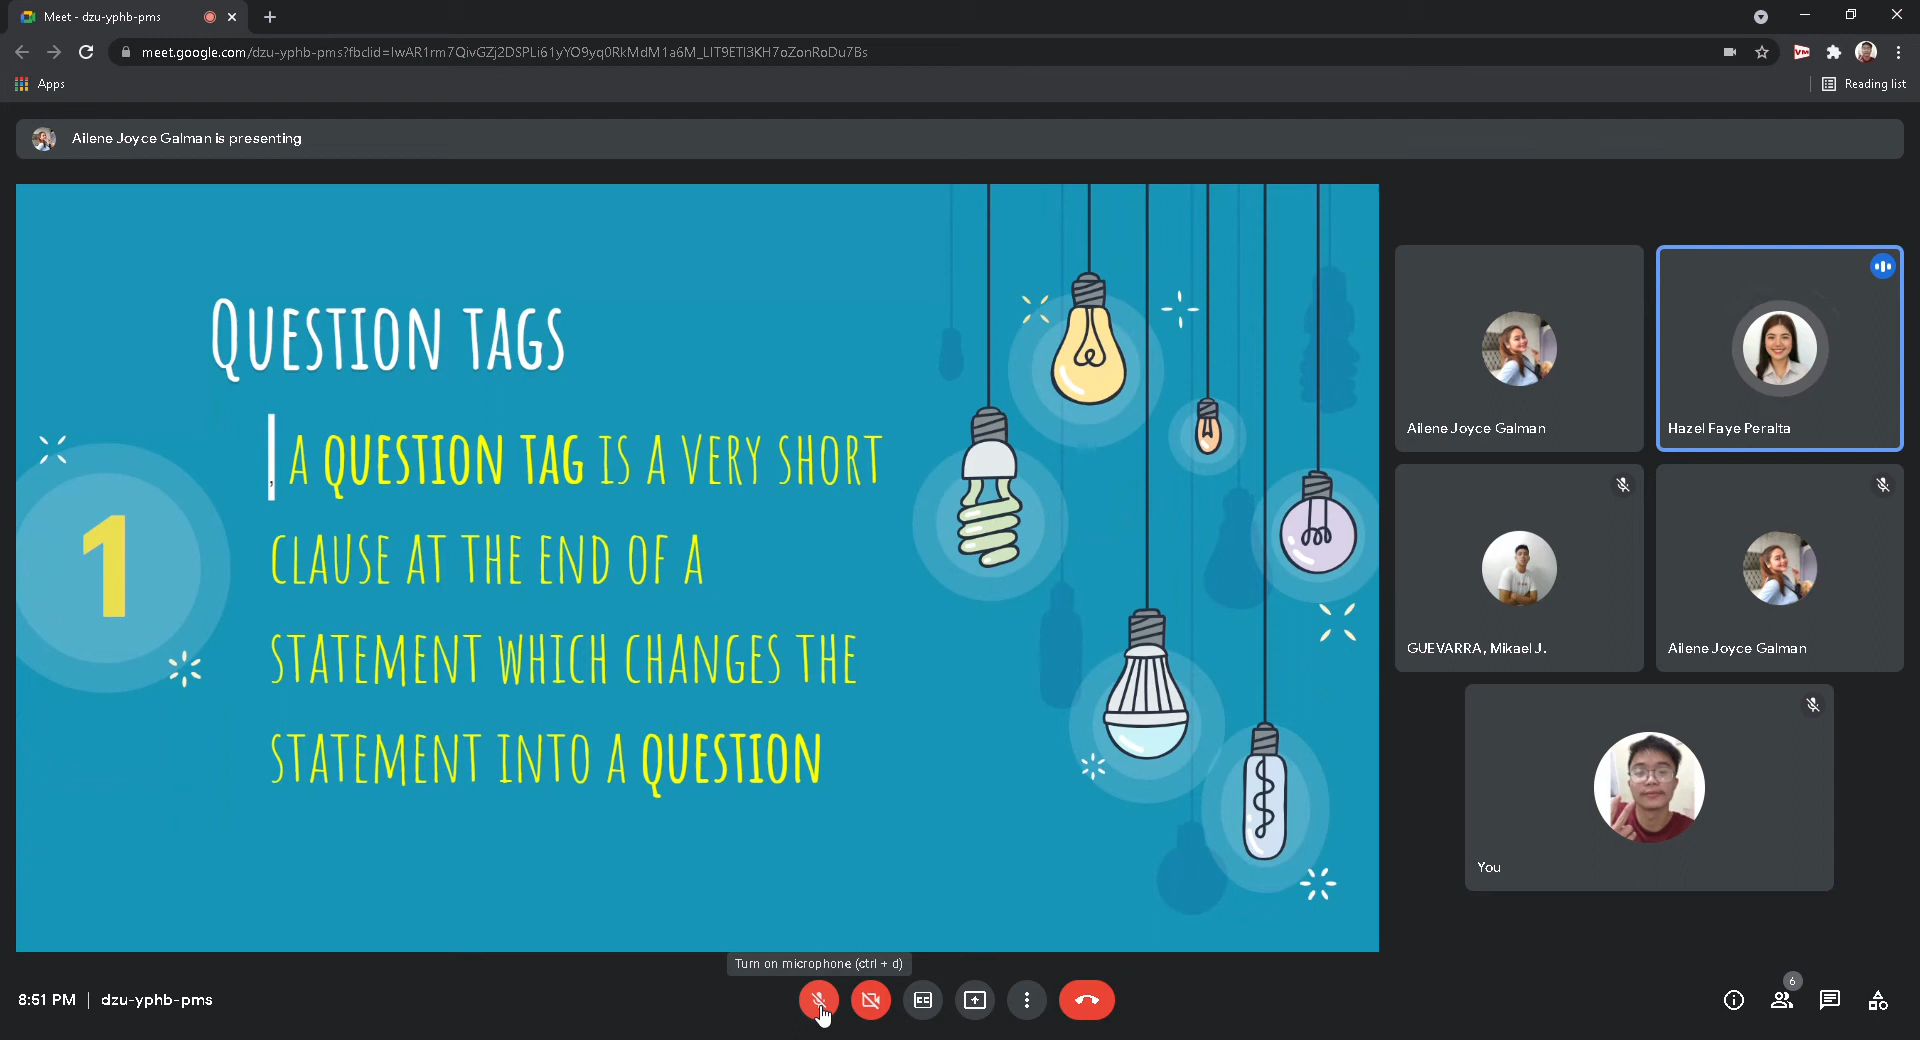 Meet - dzu-yphb-pms
meet.google.com/dzu-yphb-pms?fbclid=IwAR1rm7QivGZj2DSPLi61yYO9yq0RkMdM1a6M_LIT9ETI3KH7oZonRoDu7Bs
VM
Apps
Reading list
Ailene Joyce Galman is presenting
QUESTION TAGS
A QUESTION TAG IS A VERY SHORT
CLAUSE AT THE END OF A
STATEMENT WHICH CHANGES THE
STATEMENT INTO A QUESTION
1
Ailene Joyce Galman
Hazel Faye Peralta
GUEVARRA, Mikael J.
Ailene Joyce Galman
You
Turn on microphone (ctrl + d)
8:51 PM | dzu-yphb-pms
6